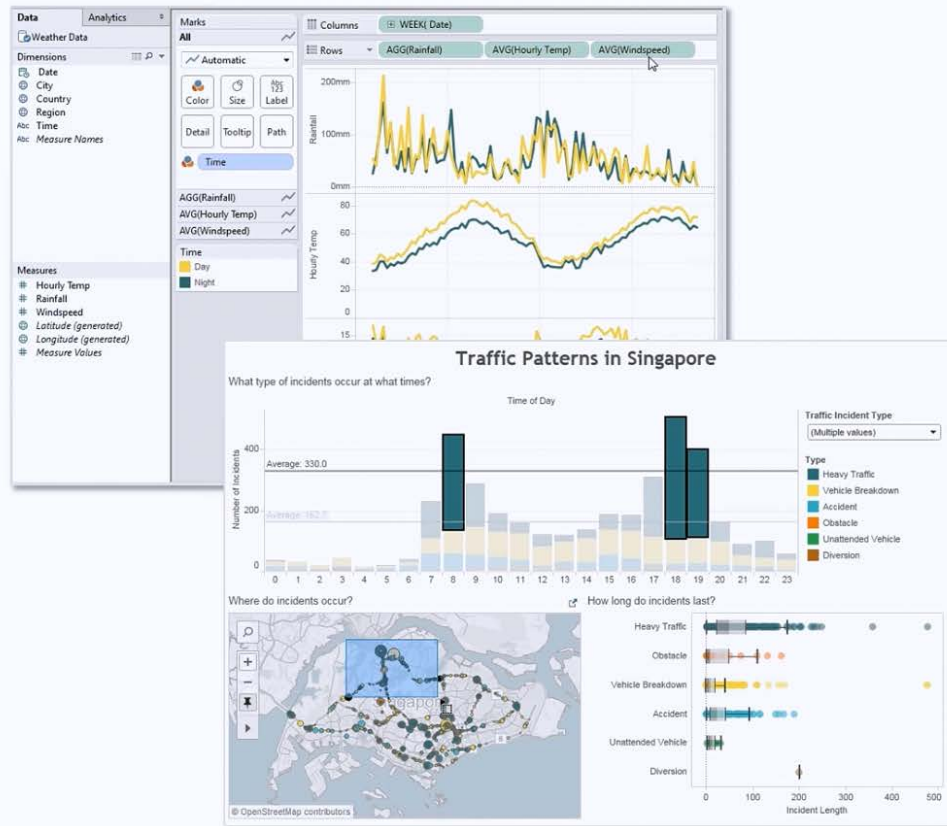 Data
Analytics
Weather Data
Dimensions
Date
City
Country
Region
Abc Time
Abc Measure Names
Measures
# Hourly Temp
# Rainfall
# Windspeed
Latitude (generated)
Longitude (generated)
# Measure Values
Marks
All
Automatic
Color
Size
Abc
123
Label
Detail
Tooltip
Path
Time
AGG(Rainfall)
AVG(Hourly Temp)
AVG(Windspeed)
Time
Day
Night
Columns
WEEK( Date)
Rows
AGG(Rainfall)
AVG(Hourly Temp)
AVG(Windspeed)
Rainfall
200mm
100mm
0mm
Hourly Temp
80
60
40
20
0
15
Traffic Patterns in Singapore
What type of incidents occur at what times?
Time of Day
Number of Incidents
400
200
0
Average: 330.0
0 1 2 3 4 5 6 7 8 9 10 11 12 13 14 15 16 17 18 19 20 21 22 23
Traffic Incident Type
(Multiple values)
Type
Heavy Traffic
Vehicle Breakdown
Accident
Obstacle
Unattended Vehicle
Diversion
Where do incidents occur?
© OpenStreetMap contributors
How long do incidents last?
Heavy Traffic
Obstacle
Vehicle Breakdown
Accident
Unattended Vehicle
Diversion
0 100 200 300 400 500
Incident Length